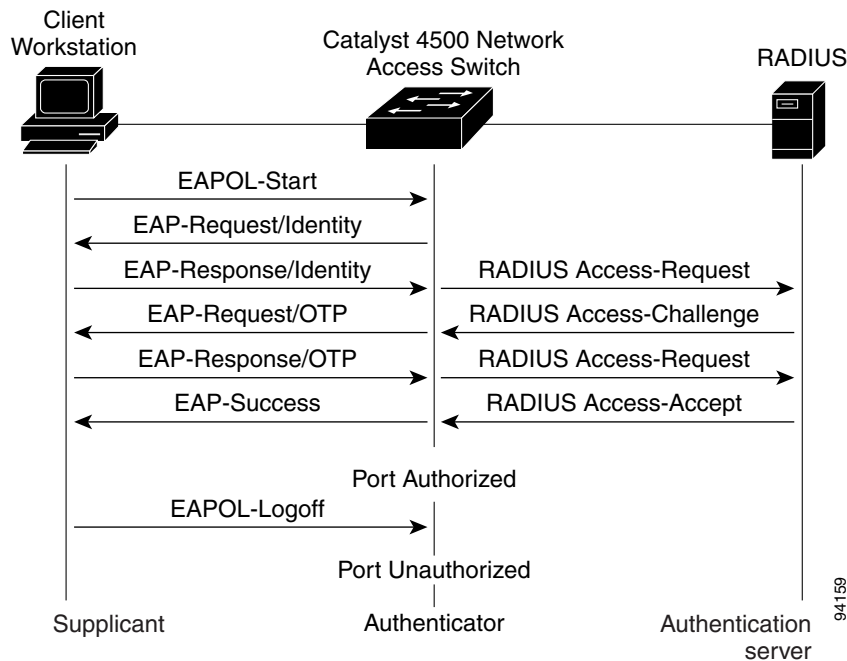 Client
Workstation
Catalyst 4500 Network
Access Switch
RADIUS
EAPOL-Start
EAP-Request/Identity
EAP-Response/Identity
RADIUS Access-Request
EAP-Request/OTP
RADIUS Access-Challenge
EAP-Response/OTP
RADIUS Access-Request
EAP-Success
RADIUS Access-Accept
Port Authorized
EAPOL-Logoff
Port Unauthorized
Supplicant
Authenticator
Authentication
server
94159